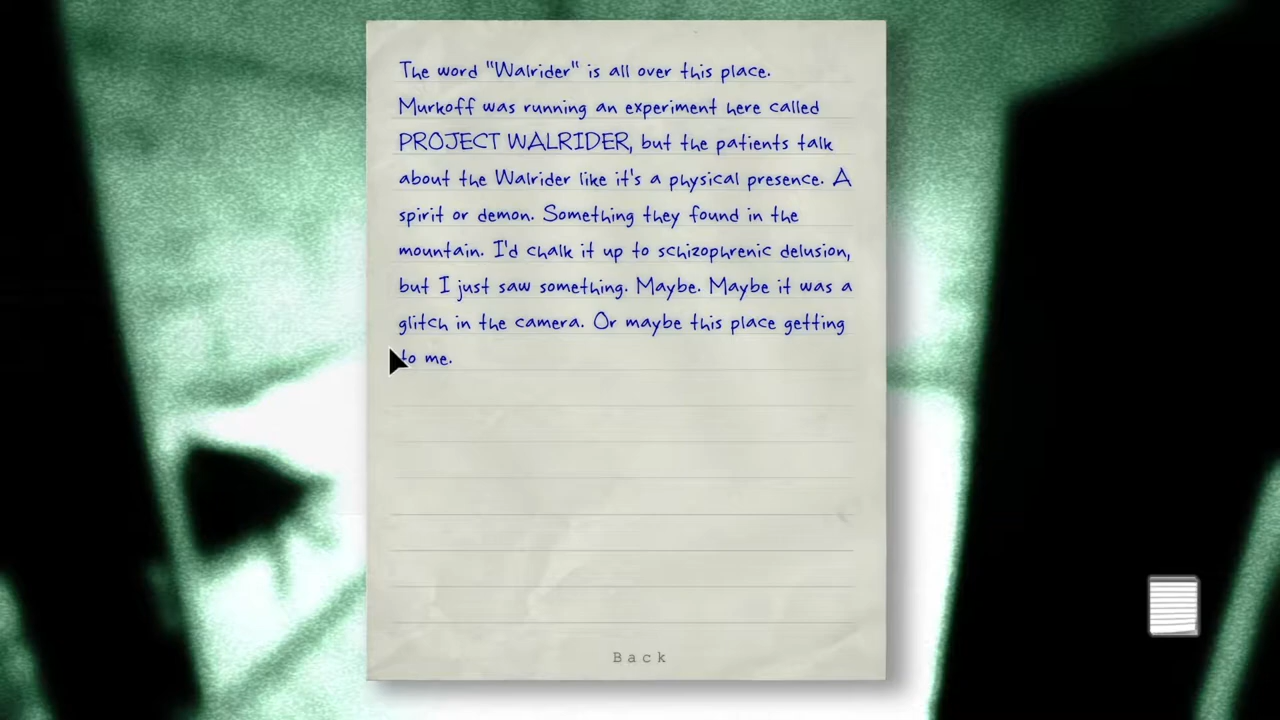 The word "Walrider" is all over this place.
Murkoff was running an experiment here called
PROJECT WALRIDER, but the patients talk
about the Walrider like it's a physical presence. A
spirit or demon. Something they found in the
mountain. I'd chalk it up to schizophrenic delusion,
but I just saw something. Maybe. Maybe it was a
glitch in the camera. Or maybe this place getting
to me.
Back